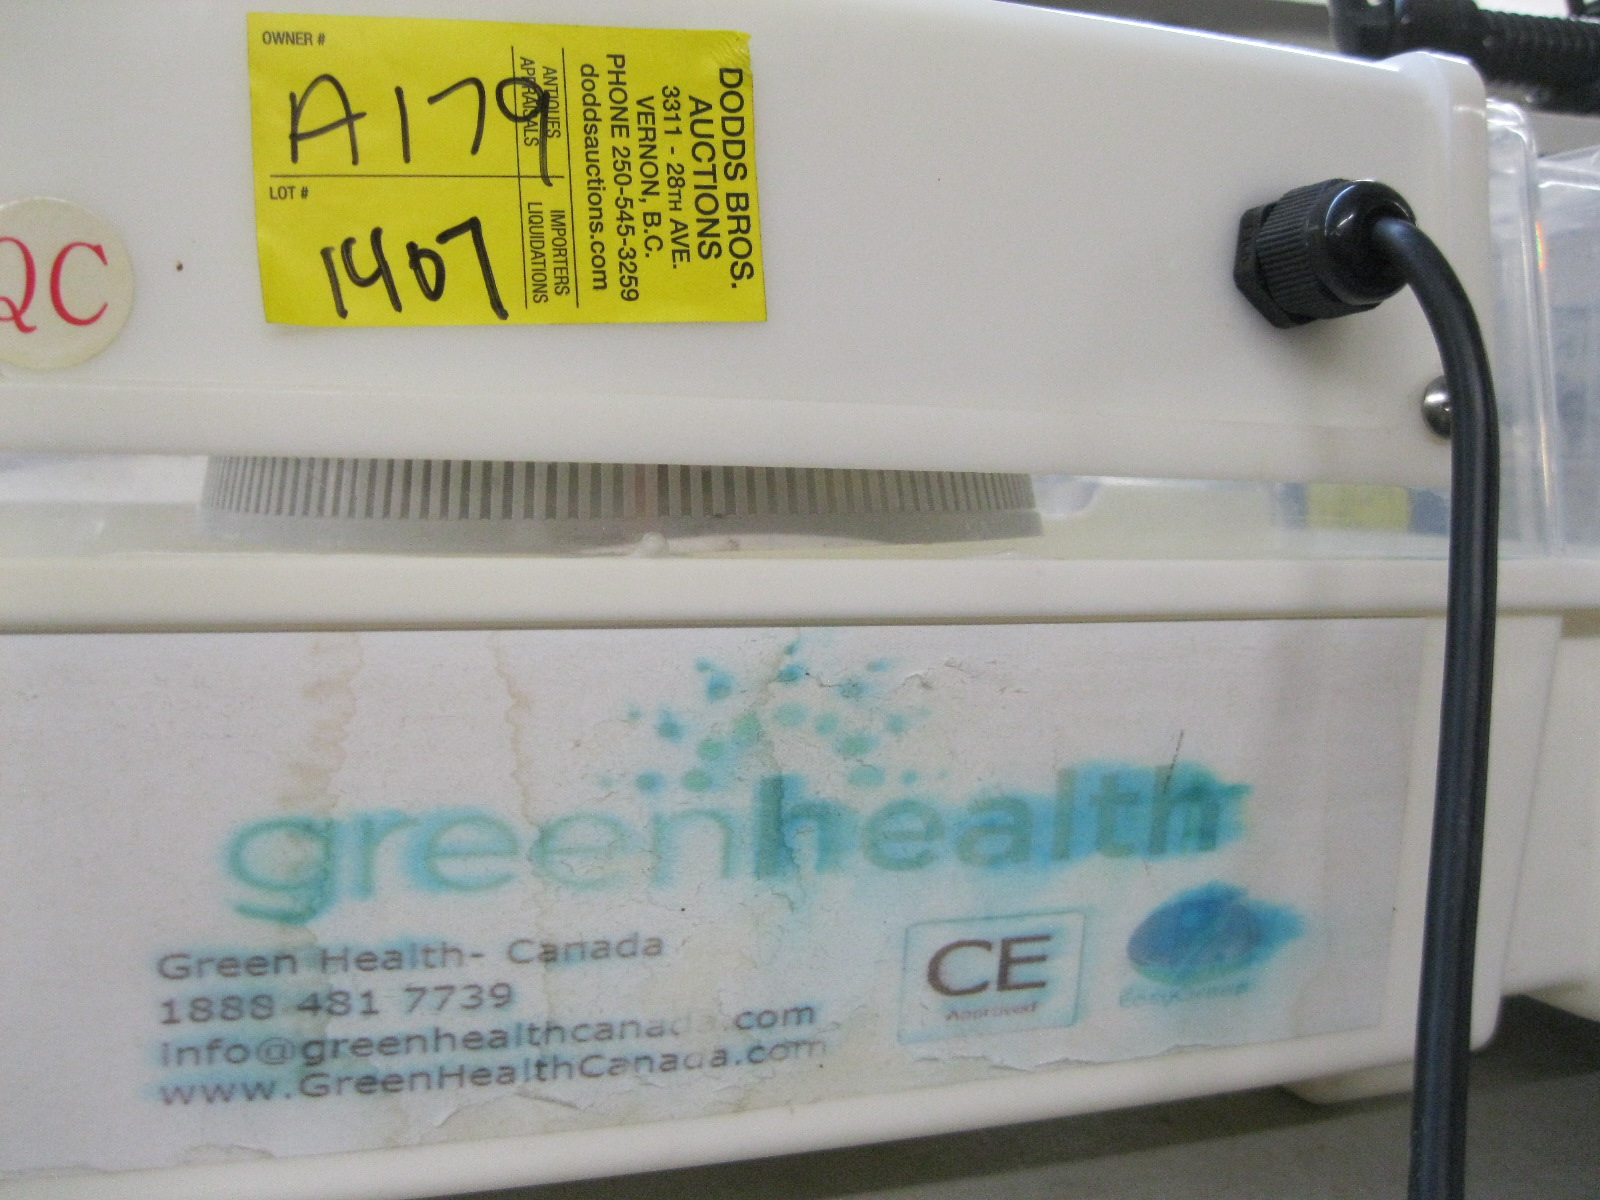 OWNER #
A179
LOT #
1407
ANTIQUES
APPRAISALS
IMPORTERS
LIQUIDATIONS
DODDS BROS.
AUCTIONS
3311 - 28TH AVE.
VERNON, B.C.
PHONE 250-545-3259
doddsauctions.com
QC
greenhealth
Green Health- Canada
1888 481 7739
info@greenhealthcanada.com
www.GreenHealthCanada.com
CE
Approved